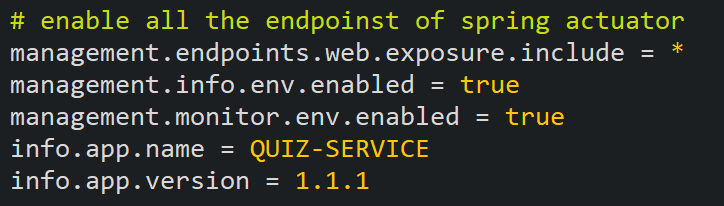 # enable all the endpoinst of spring actuator
management.endpoints.web.exposure.include = *
management.info.env.enabled = true
management.monitor.env.enabled = true
info.app.name = QUIZ-SERVICE
info.app.version = 1.1.1